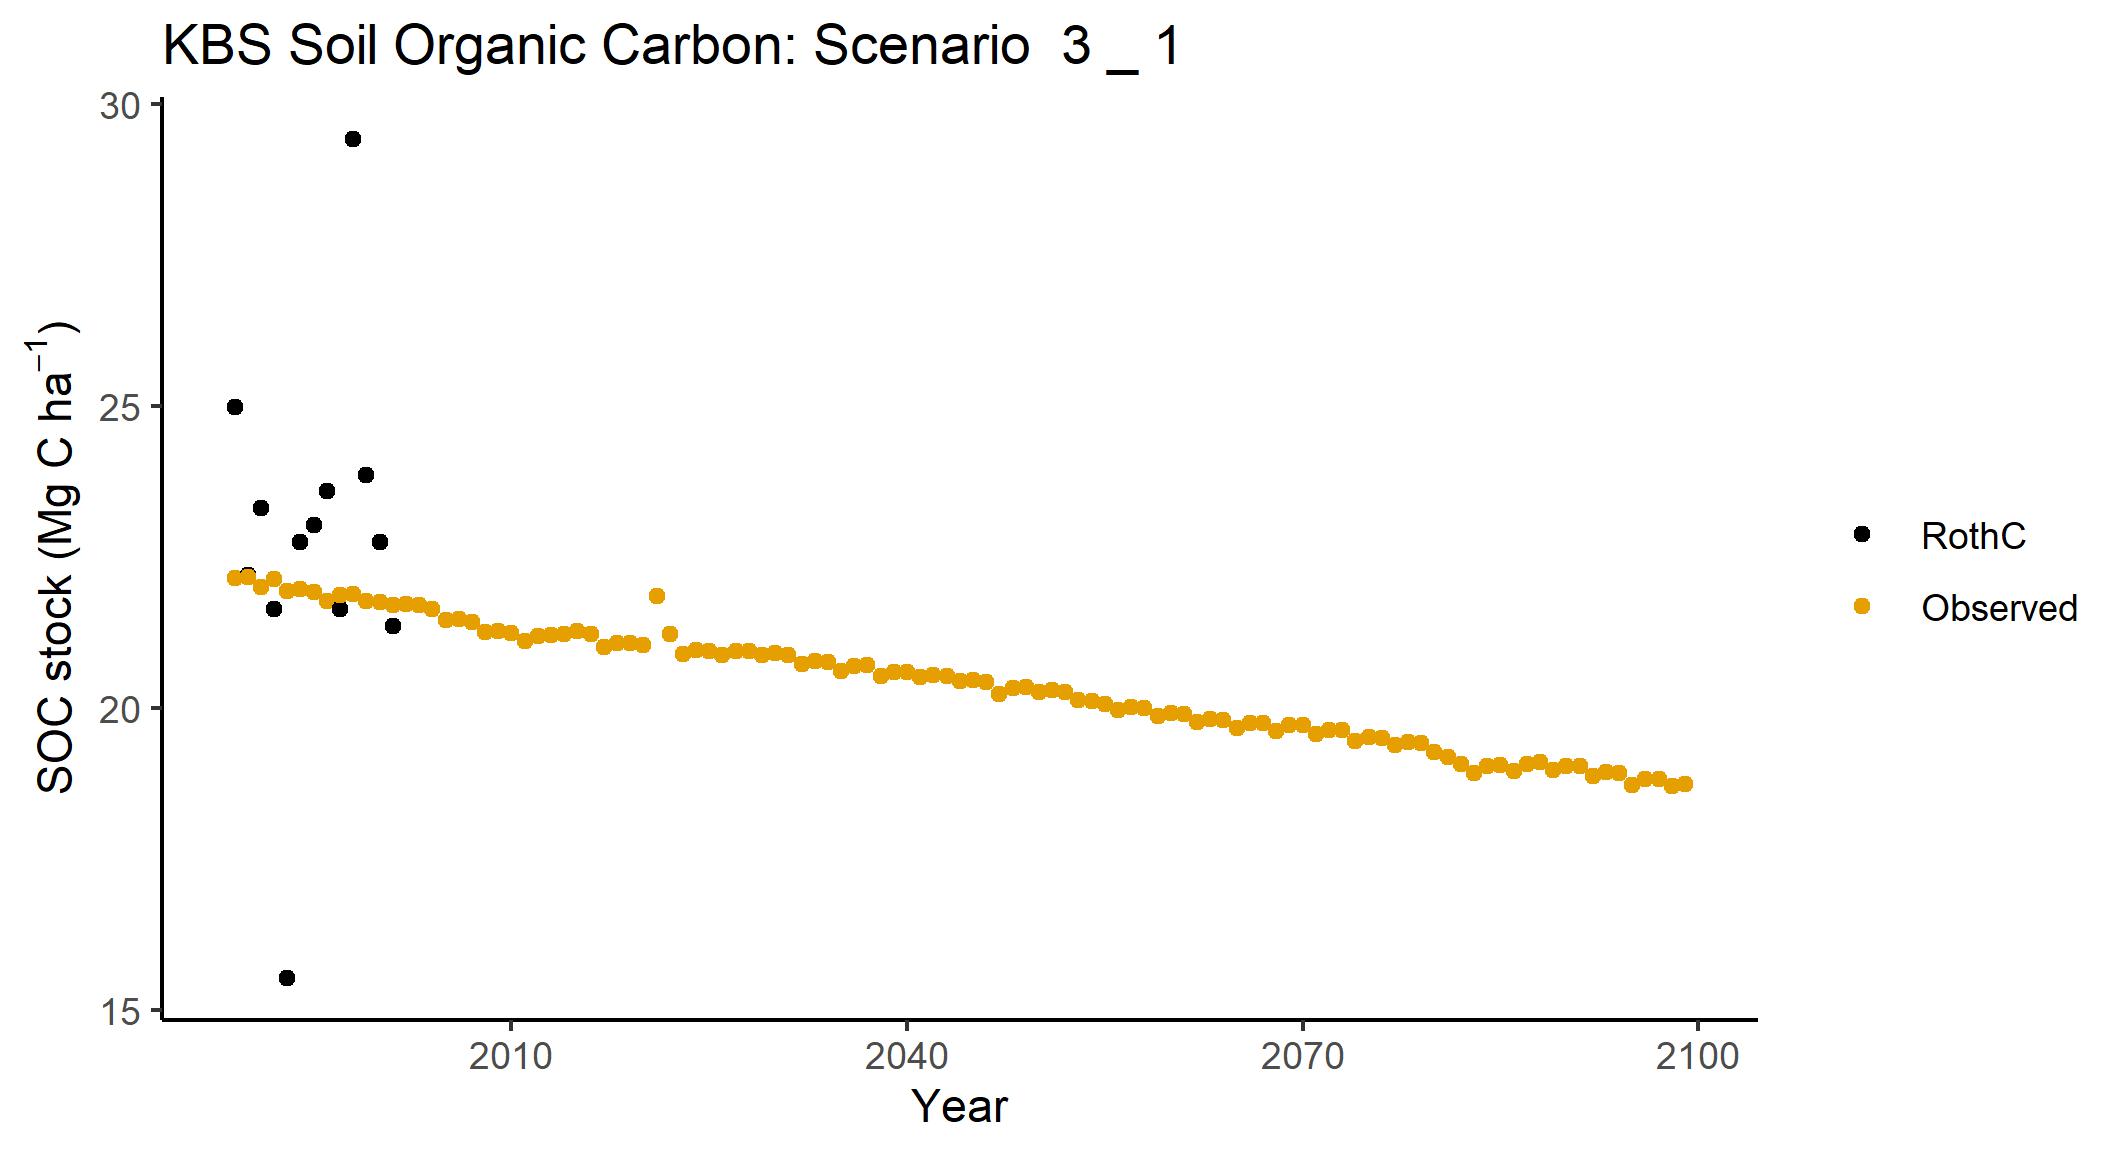 KBS Soil Organic Carbon: Scenario  3 _ 1
SOC stock (Mg C ha⁻¹)
30
25
20
15
2010 2040 2070 2100
Year
RothC
Observed